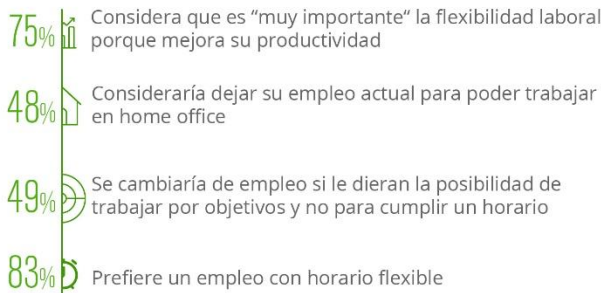 75% Considera que es “muy importante“ la flexibilidad laboral
porque mejora su productividad
48% Consideraría dejar su empleo actual para poder trabajar
en home office
49% Se cambiaría de empleo si le dieran la posibilidad de
trabajar por objetivos y no para cumplir un horario
83% Prefiere un empleo con horario flexible